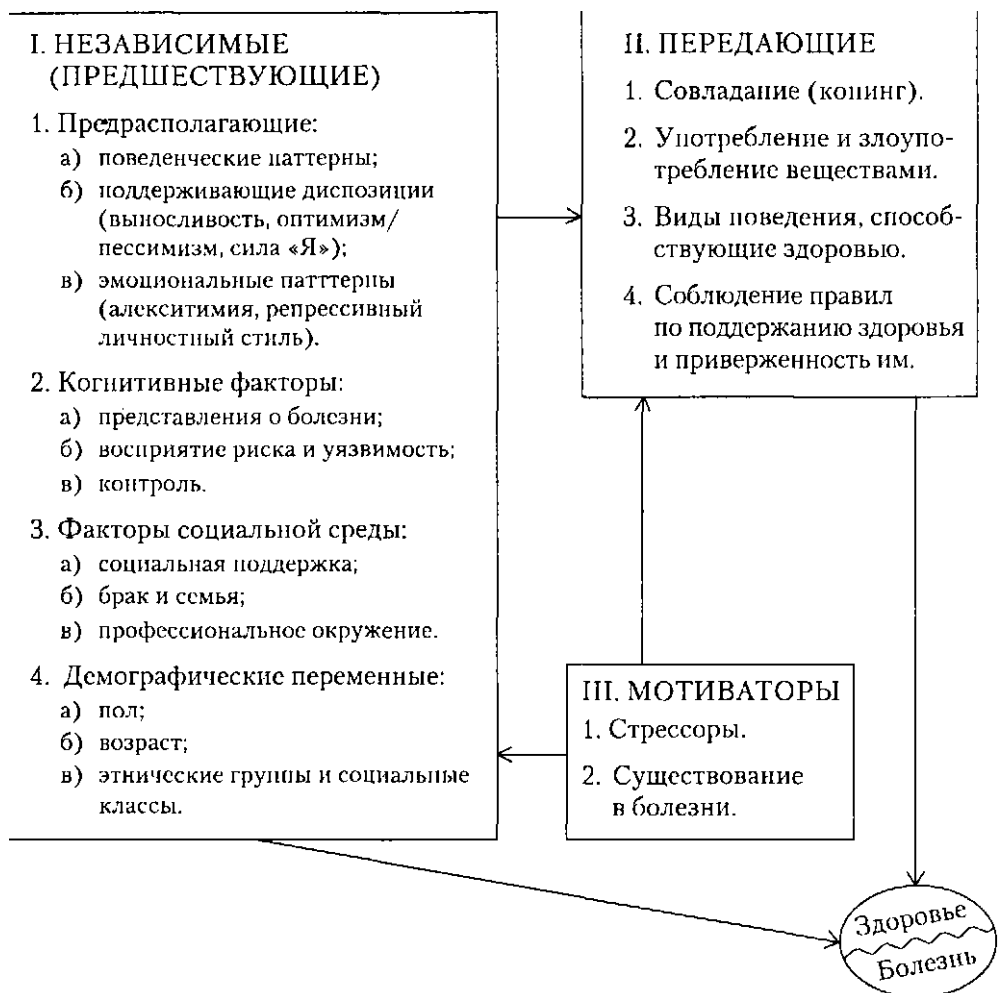 I. НЕЗАВИСИМЫЕ
(ПРЕДШЕСТВУЮЩИЕ)
1. Предрасполагающие:
а) поведенческие паттерны;
б) поддерживающие диспозиции
(выносливость, оптимизм/
пессимизм, сила «Я»);
в) эмоциональные патттерны
(алекситимия, репрессивный
личностный стиль).
2. Когнитивные факторы:
а) представления о болезни;
б) восприятие риска и уязвимость;
в) контроль.
3. Факторы социальной среды:
а) социальная поддержка;
б) брак и семья;
в) профессиональное окружение.
4. Демографические переменные:
а) пол;
б) возраст;
в) этнические группы и социальные
классы.
II. ПЕРЕДАЮЩИЕ
1. Совладание (копинг).
2. Употребление и злоупо-
требление веществами.
3. Виды поведения, способ-
ствующие здоровью.
4. Соблюдение правил
по поддержанию здоровья
и приверженность им.
III. МОТИВАТОРЫ
1. Стрессоры.
2. Существование
в болезни.
Здоровье
Болезнь